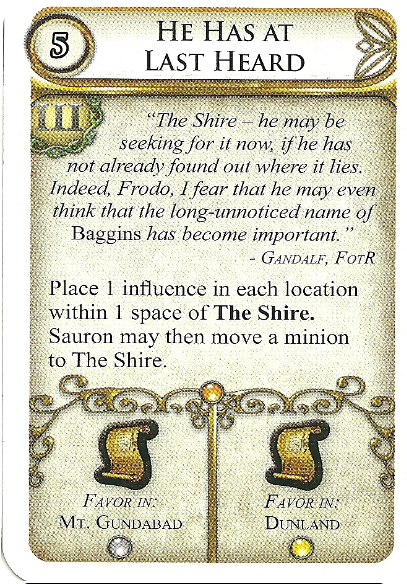 5
HE HAS AT
LAST HEARD
III
"The Shire – he may be
seeking for it now, if he has
not already found out where it lies.
Indeed, Frodo, I fear that he may even
think that the long-unnoticed name of
Baggins has become important."
- GANDALF, FOTR
Place 1 influence in each location
within 1 space of The Shire.
Sauron may then move a minion
to The Shire.
FAVOR IN:
MT. GUNDABAD
FAVOR IN:
DUNLAND